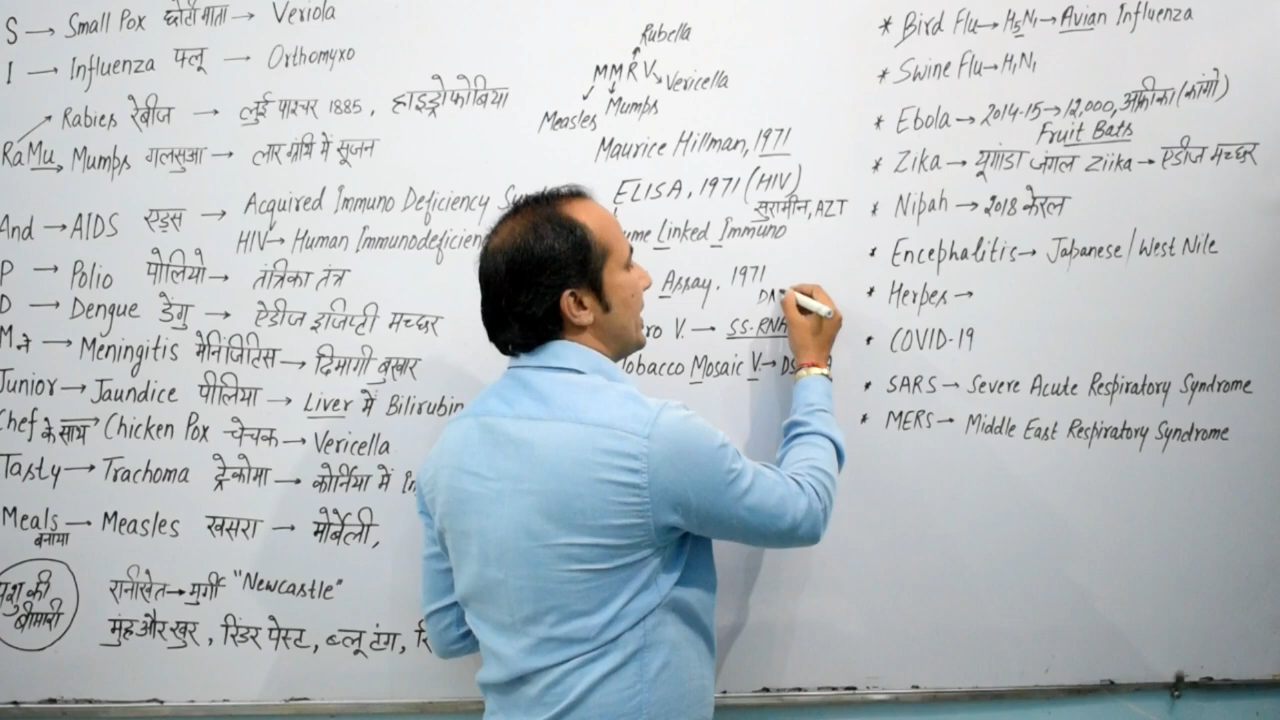 S → Small Pox छोटी माता → Veriola
I → Influenza फ्लू → Orthomyxo
Rabies रेबीज → लुई पाश्चर 1885, हाइड्रोफोबिया
RaMu → Mumps गलसुआ → लार ग्रंथि में सूजन
And → AIDS एड्स → Acquired Immuno Deficiency
HIV → Human Immunodeficien
P → Polio पोलियो → तंत्रिका तंत्र
D → Dengue डेंगु → ऐडीज इजिप्टी मच्छर
M ने → Meningitis मेनिंजिटिस → दिमागी बुखार
Junior → Jaundice पीलिया → Liver में Bilirubin
Chef के साथ Chicken Pox चेचक → Vericella
Tasty → Trachoma ट्रेकोमा → कोर्निया में
Meals → Measles खसरा → मोर्बेली,
बनाया
पशु की बीमारी
रानीखेत → मुर्गी "Newcastle"
मुंह और खुर, रिंडर पेस्ट, ब्लू टंग,
Rubella
MMRV
Vericella
Mumps
Measles
Maurice Hillman, 1971
ELISA, 1971 (HIV)
सुरामीन, AZT
Linked Immuno
Assay. 1971
ro V. → SS-RNA
obacco Mosaic V →
* Bird Flu → H5N1 → Avian Influenza
* Swine Flu → H1N1
* Ebola → 2014-15 → 12,000, अफ्रीका (कांगो)
Fruit Bats
* Zika → यूगांडा जंगल Ziika → एडीज मच्छर
* Nipah → 2018 केरल
* Encephalitis → Japanese/West Nile
* Herpes →
* COVID-19
* SARS → Severe Acute Respiratory Syndrome
* MERS → Middle East Respiratory Syndrome